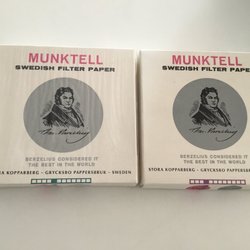 MUNKTELL
SWEDISH FILTER PAPER
BERZELIUS CONSIDERED IT
THE BEST IN THE WORLD
STORA KOPPARBERG - GRYCKSBO PAPPERSBRUK - SWEDEN
MUNKTELL
SWEDISH FILTER PAPER
BERZELIUS CONSIDERED IT
THE BEST IN THE WORLD
STORA KOPPARBERG - GRYCKSBO PAPPERSBRUK - SWEDEN